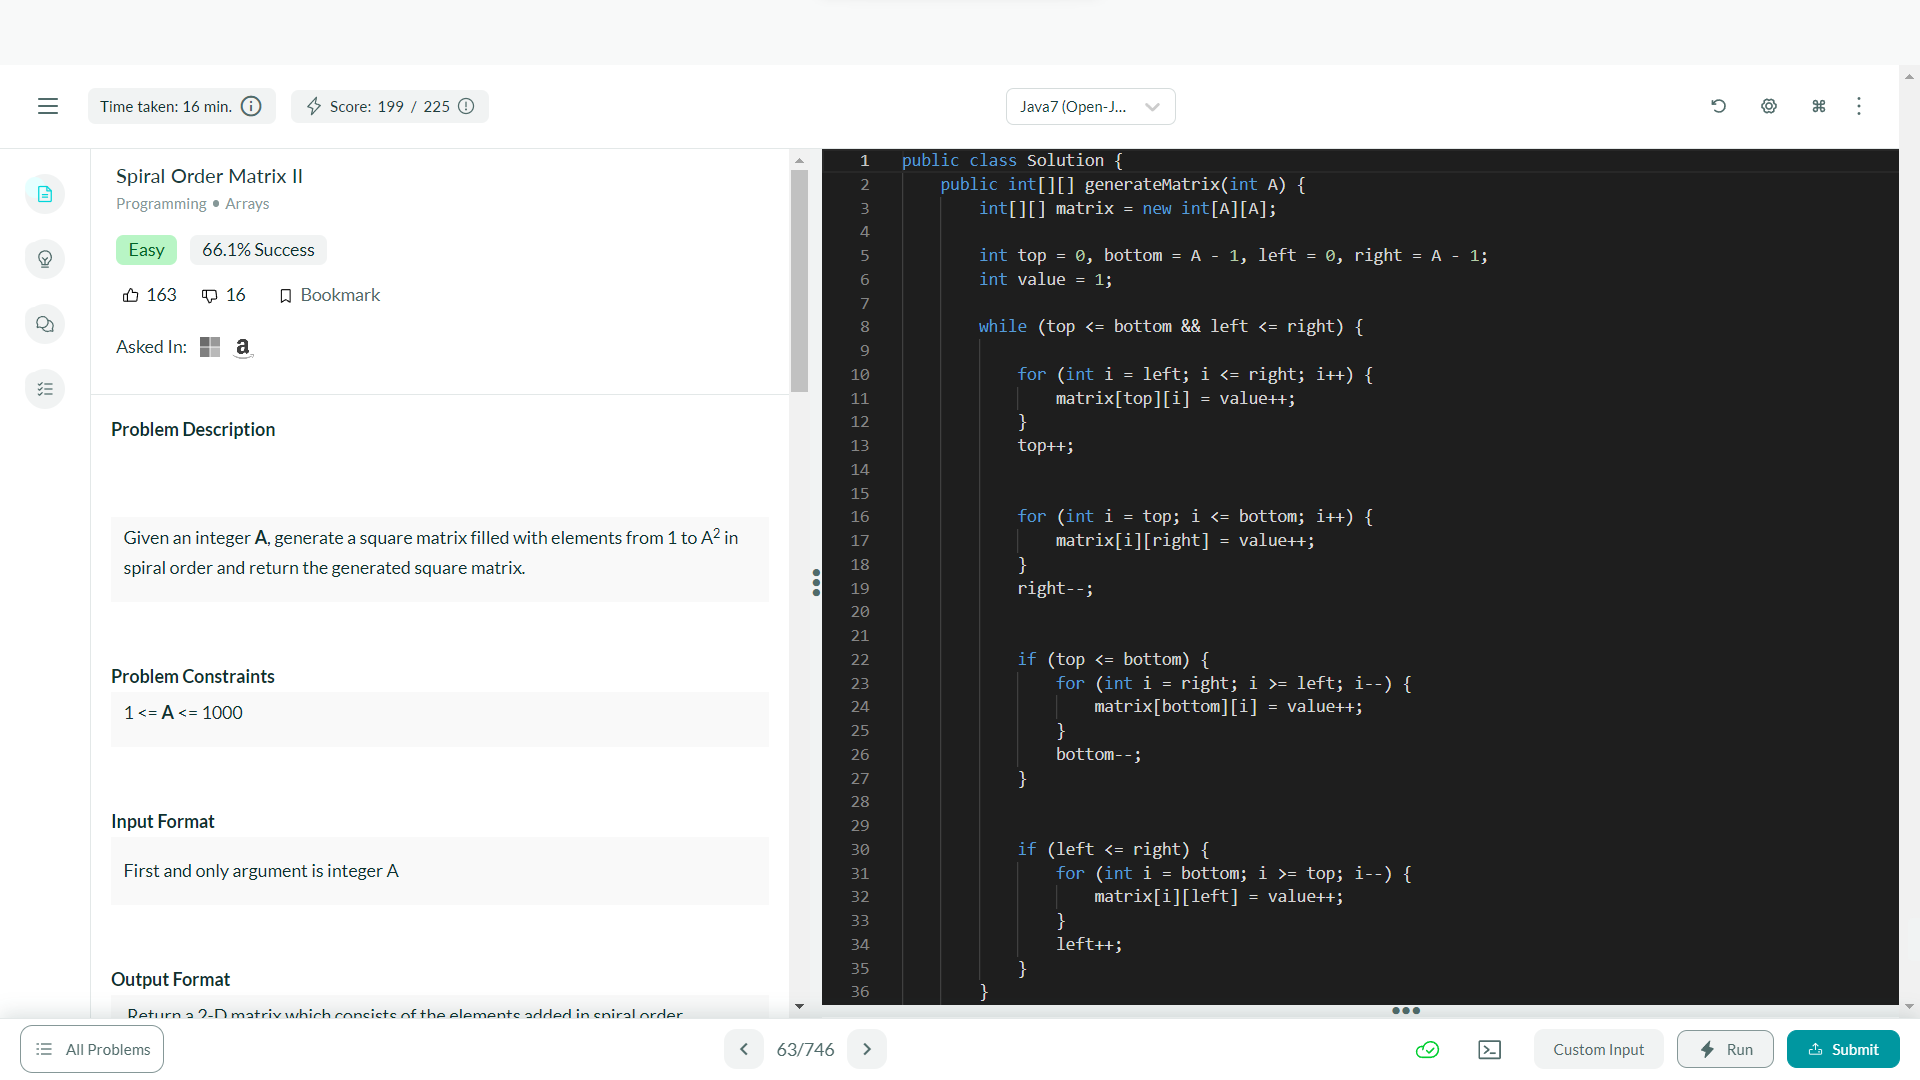 Time taken: 16 min.
Score: 199 / 225
Java7 (Open-J...
Spiral Order Matrix II
Programming • Arrays
Easy
66.1% Success
163
16
Bookmark
Asked In:
Problem Description
Given an integer A, generate a square matrix filled with elements from 1 to A² in
spiral order and return the generated square matrix.
Problem Constraints
1 <= A <= 1000
Input Format
First and only argument is integer A
Output Format
Return a 2-D matrix which consists of the elements added in spiral order.
1 public class Solution {
2 public int[][] generateMatrix(int A) {
3 int[][] matrix = new int[A][A];
4
5 int top = 0, bottom = A - 1, left = 0, right = A - 1;
6 int value = 1;
7
8 while (top <= bottom && left <= right) {
9
10 for (int i = left; i <= right; i++) {
11 matrix[top][i] = value++;
12 }
13 top++;
14
15
16 for (int i = top; i <= bottom; i++) {
17 matrix[i][right] = value++;
18 }
19 right--;
20
21
22 if (top <= bottom) {
23 for (int i = right; i >= left; i--) {
24 matrix[bottom][i] = value++;
25 }
26 bottom--;
27 }
28
29
30 if (left <= right) {
31 for (int i = bottom; i >= top; i--) {
32 matrix[i][left] = value++;
33 }
34 left++;
35 }
36 }
All Problems
63/746
Custom Input
Run
Submit